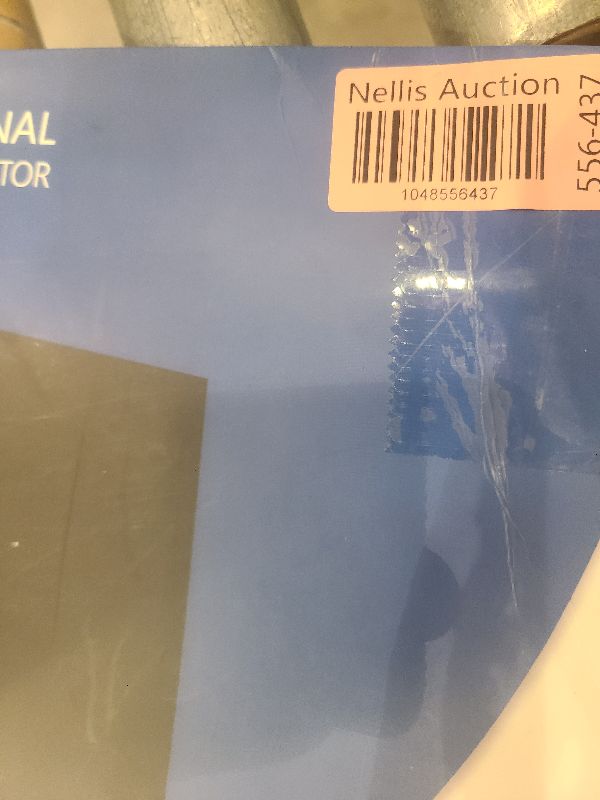 NAL
TOR
Nellis Auction
1048556437
556-437